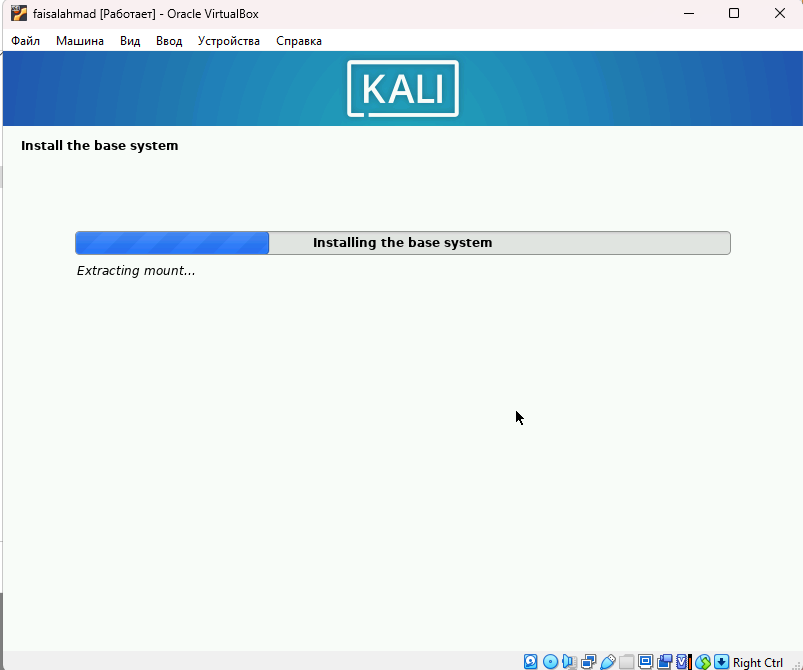 faisalahmad [Работает] - Oracle VirtualBox
Файл Машина Вид Ввод Устройства Справка
KALI
Install the base system
Installing the base system
Extracting mount...
Right Ctrl